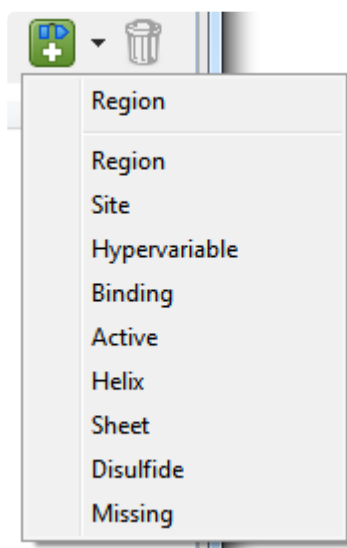 Region
Region
Site
Hypervariable
Binding
Active
Helix
Sheet
Disulfide
Missing